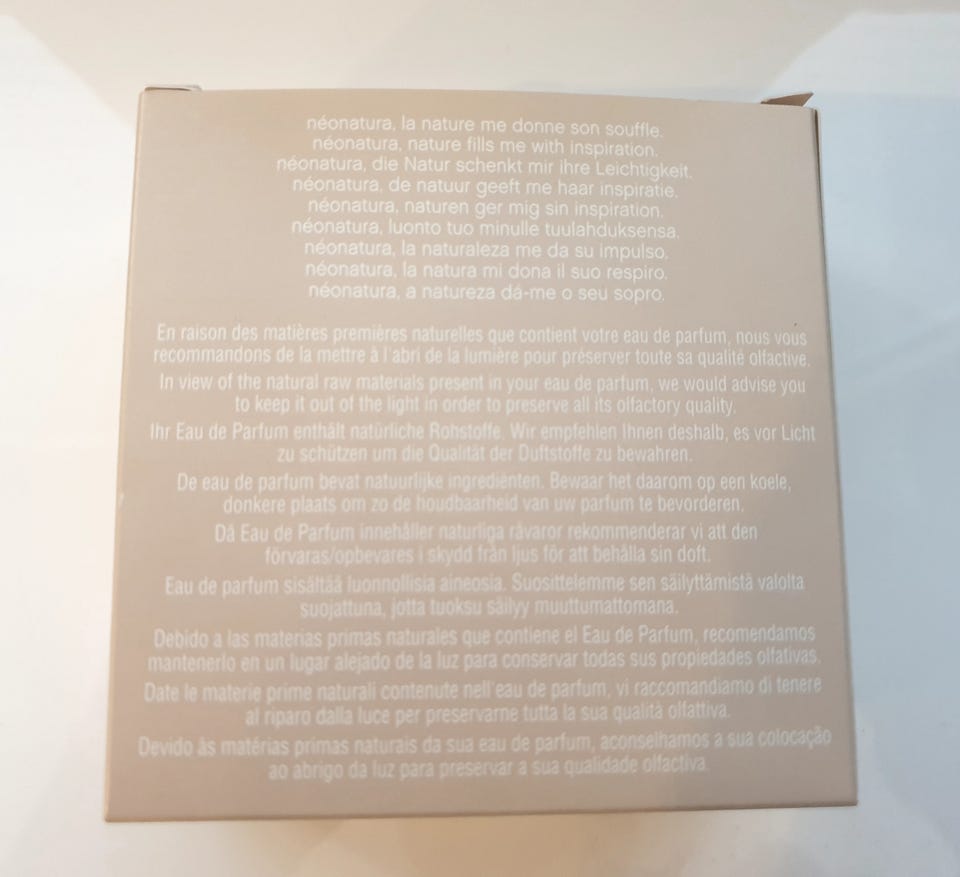 néonatura, la nature me donne son souffle.
néonatura, nature fills me with inspiration.
néonatura, die Natur schenkt mir ihre Leichtigkeit.
néonatura, de natuur geeft me haar inspiratie.
néonatura, naturen ger mig sin inspiration.
néonatura, luonto tuo minulle tuulahduksensa.
néonatura, la naturaleza me da su impulso.
néonatura, la natura mi dona il suo respiro.
néonatura, a natureza dá-me o seu sopro.
En raison des matières premières naturelles que contient votre eau de parfum, nous vous
recommandons de la mettre à l'abri de la lumière pour préserver toute sa qualité olfactive.
In view of the natural raw materials present in your eau de parfum, we would advise you
to keep it out of the light in order to preserve all its olfactory quality.
Ihr Eau de Parfum enthält natürliche Rohstoffe. Wir empfehlen Ihnen deshalb, es vor Licht
zu schützen um die Qualität der Duftstoffe zu bewahren.
De eau de parfum bevat natuurlijke ingrediënten. Bewaar het daarom op een koele,
donkere plaats om zo de houdbaarheid van uw parfum te bevorderen.
Då Eau de Parfum innehåller naturliga råvaror rekommenderar vi att den
förvaras/opbevares i skydd från ljus för att behålla sin doft.
Eau de parfum sisältää luonnollisia aineosia. Suosittelemme sen säilyttämistä valolta
suojattuna, jotta tuoksu säilyy muuttumattomana.
Debido a las materias primas naturales que contiene el Eau de Parfum, recomendamos
mantenerlo en un lugar alejado de la luz para conservar todas sus propiedades olfativas.
Date le materie prime naturali contenute nell'eau de parfum, vi raccomandiamo di tenere
al riparo dalla luce per preservarne tutta la sua qualità olfattiva.
Devido às matérias primas naturais da sua eau de parfum, aconselhamos a sua colocação
ao abrigo da luz para preservar a sua qualidade olfactiva.